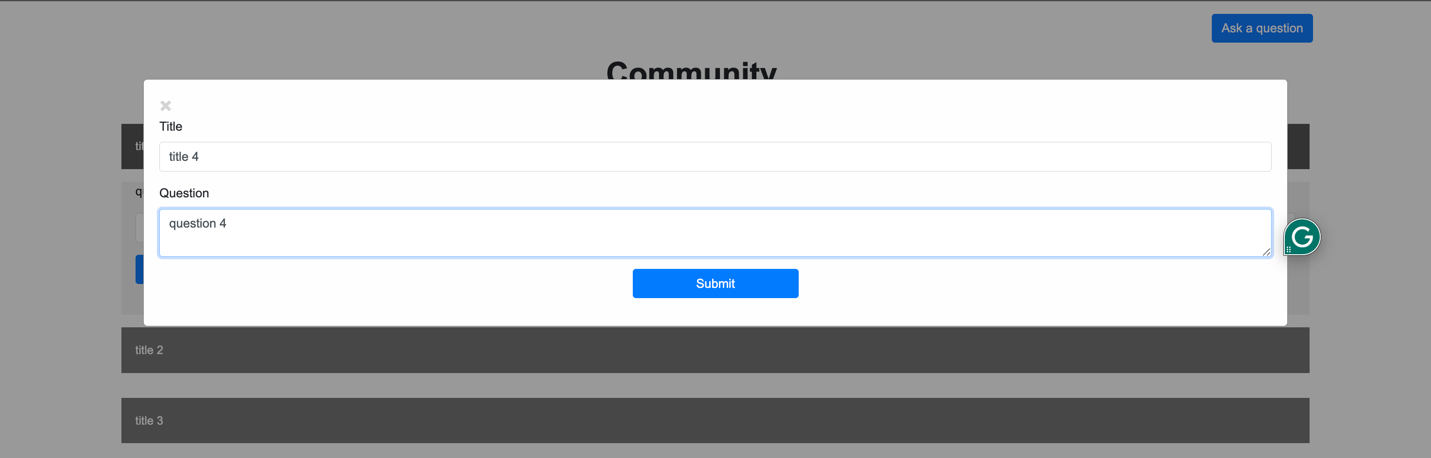 Ask a question
Community
Title
title 4
Question
question 4
Submit
title 2
title 3